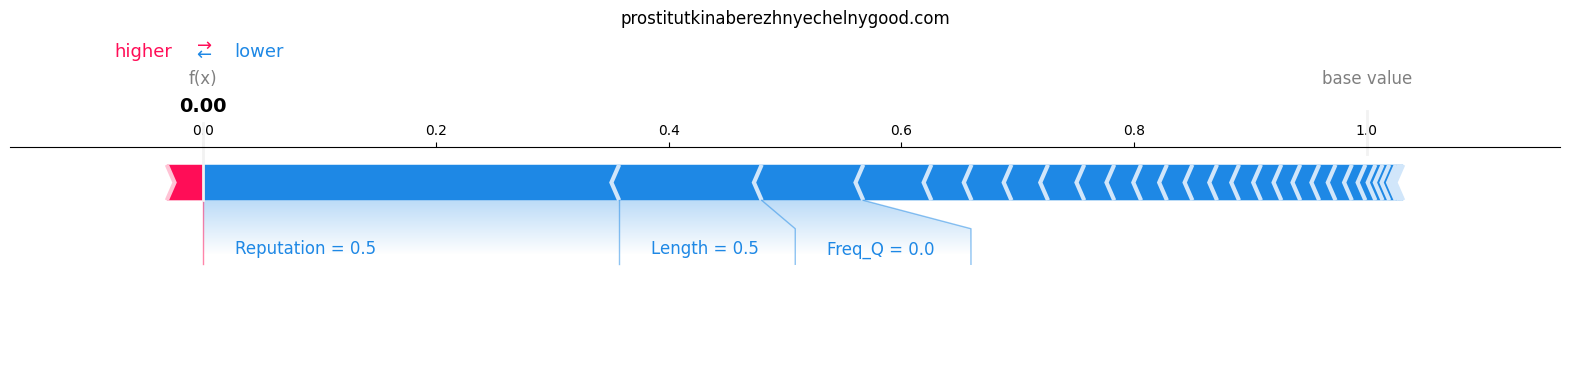 prostitutkinaberezhnyechelnygood.com
higher ⇄ lower
f(x)
base value
0.00
0.0 0.2 0.4 0.6 0.8 1.0
Reputation = 0.5
Length = 0.5
Freq_Q = 0.0